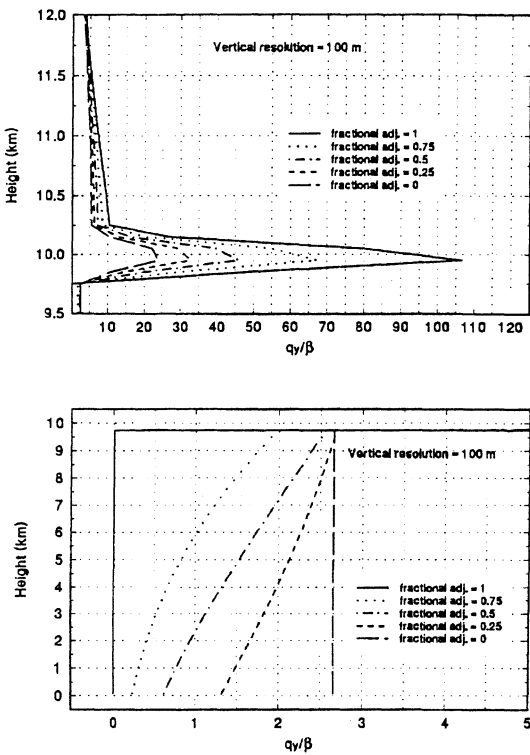 12.0
11.5
11.0
10.5
10.0
9.5
Height (km)
Vertical resolution = 100 m
fractional adj. = 1
fractional adj. = 0.75
fractional adj. = 0.5
fractional adj. = 0.25
fractional adj. = 0
10 20 30 40 50 60 70 80 90 100 110 125
qy/β
10
9
8
7
6
5
4
3
2
1
0
Height (km)
Vertical resolution = 100 m
fractional adj. = 1
fractional adj. = 0.75
fractional adj. = 0.5
fractional adj. = 0.25
fractional adj. = 0
0 1 2 3 4 5
qy/β